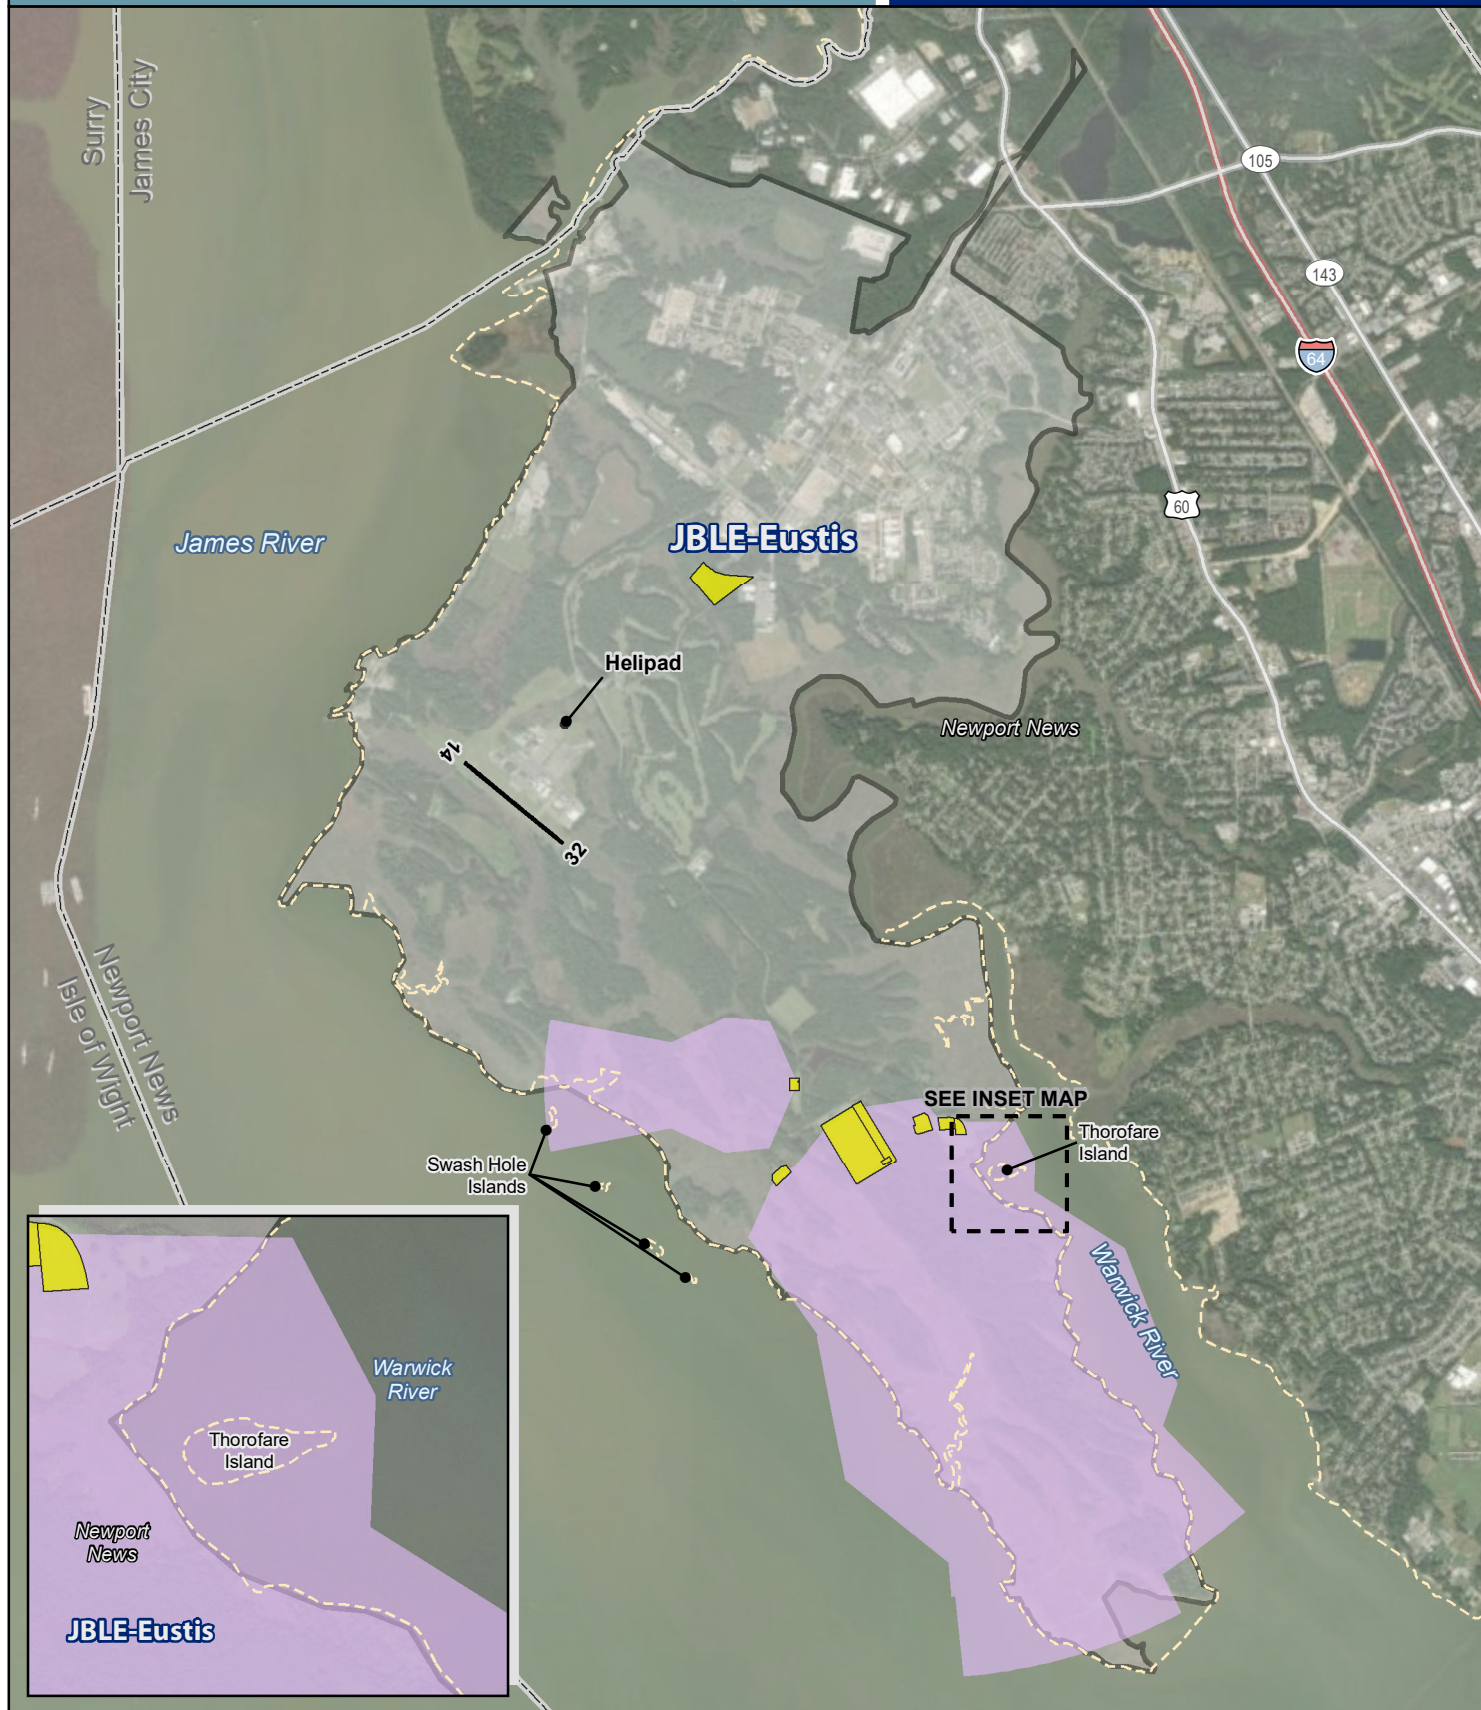 Surry
James City
105
143
64
60
James River
JBLE-Eustis
Helipad
Newport News
14
32
Newport News
Isle of Wight
SEE INSET MAP
Thorofare
Island
Swash Hole
Islands
Warwick River
Warwick
River
Thorofare
Island
Newport
News
JBLE-Eustis